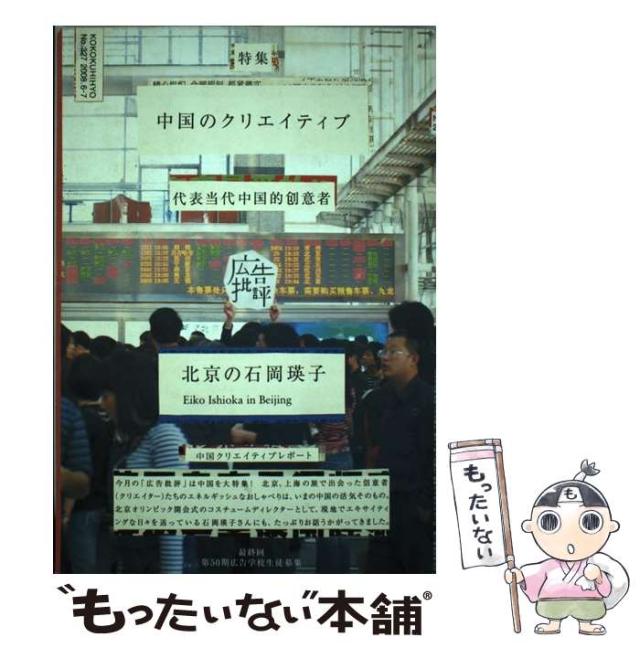 KOKOKUHIHYO
No.327 2008 6-7
特集
中国のクリエイティブ
代表当代中国的创意者
広告
批評
北京の石岡瑛子
Eiko Ishioka in Beijing
中国クリエイティブレポート
今月の「広告批評」は中国を大特集! 北京、上海の旅で出会った創意者
(クリエイター)たちのエネルギッシュなおしゃべりは、いまの中国の活気そのもの。
北京オリンピック開会式のコスチュームディレクターとして、現地でエキサイティ
ングな日々を送っている石岡瑛子さんにも、たっぷりお話うかがってきました。
最終回
第50期広告学校生徒募集
もったいない
も
"もったいない本舗®